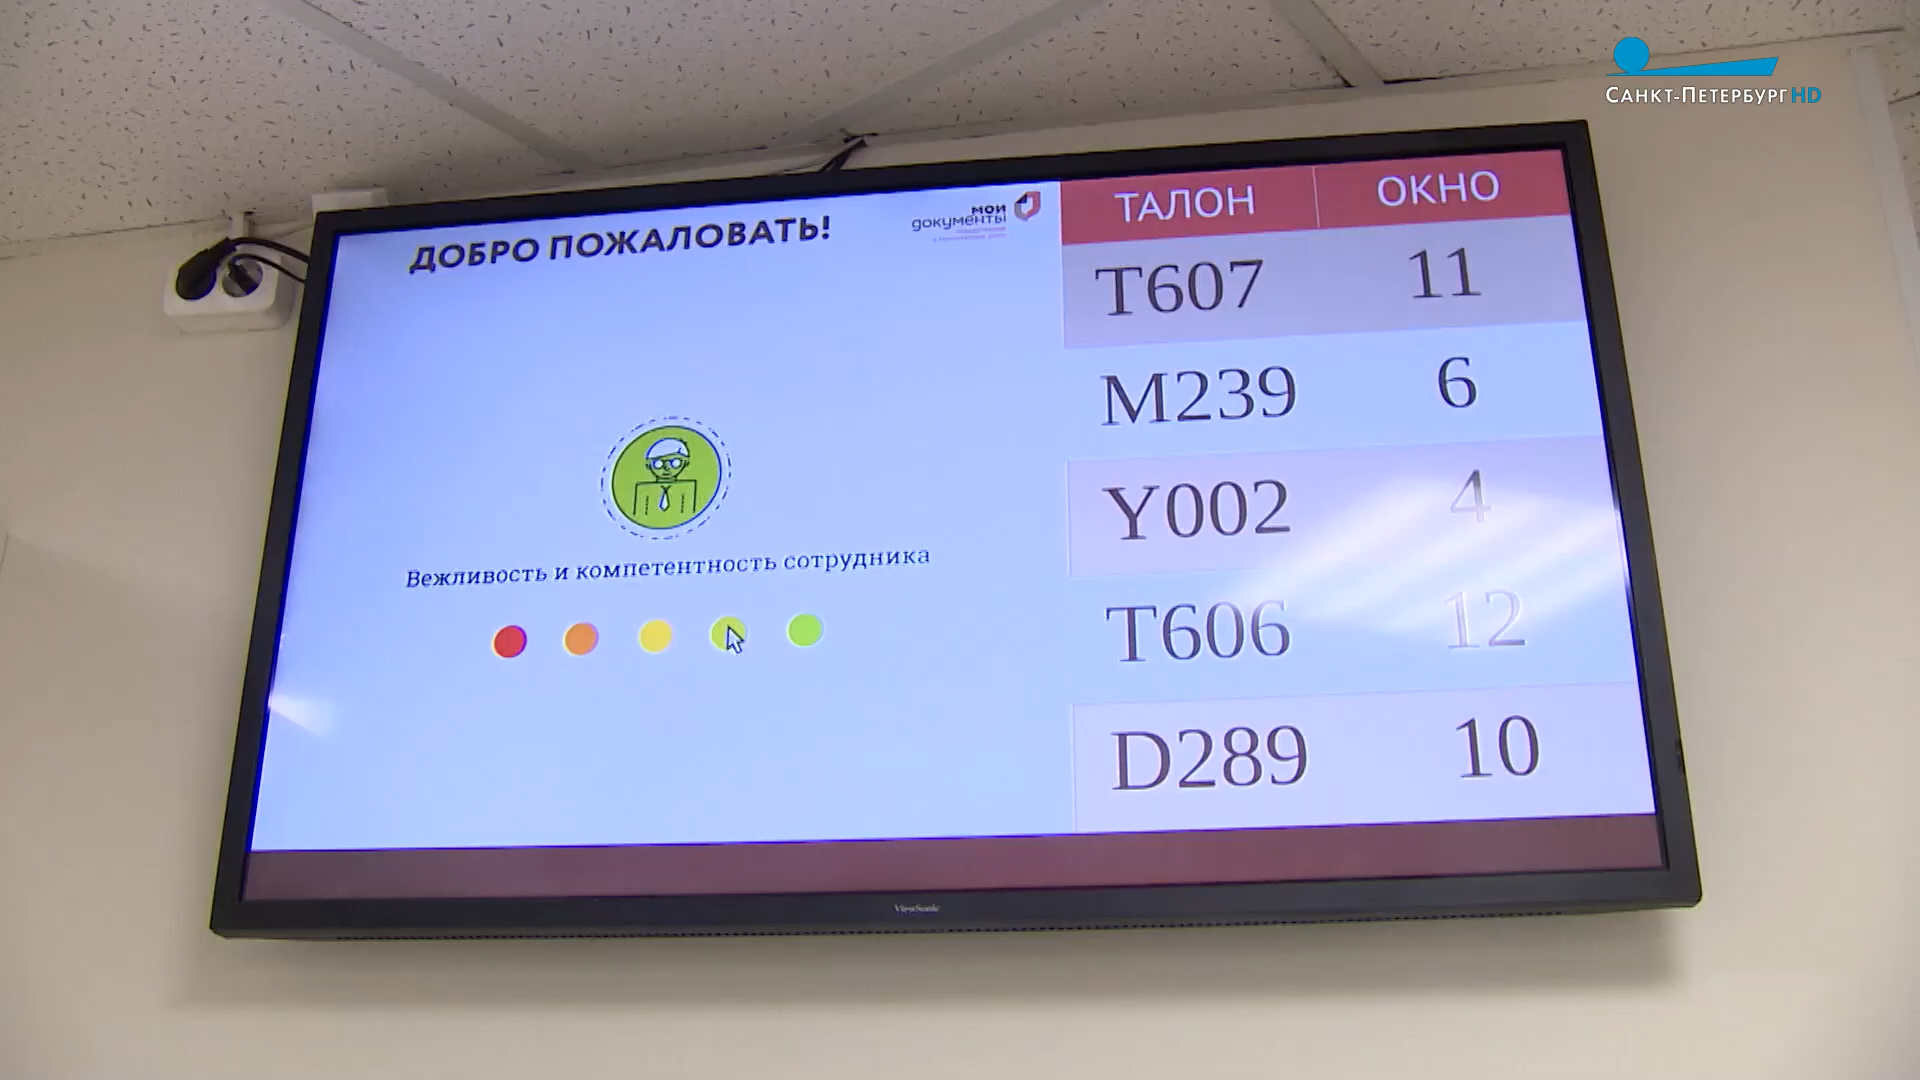 Санкт-Петербург HD
ДОБРО ПОЖАЛОВАТЬ!
мои
документы
Вежливость и компетентность сотрудника
ТАЛОН ОКНО
T607 11
M239 6
Y002 4
T606 12
D289 10
ViewSonic